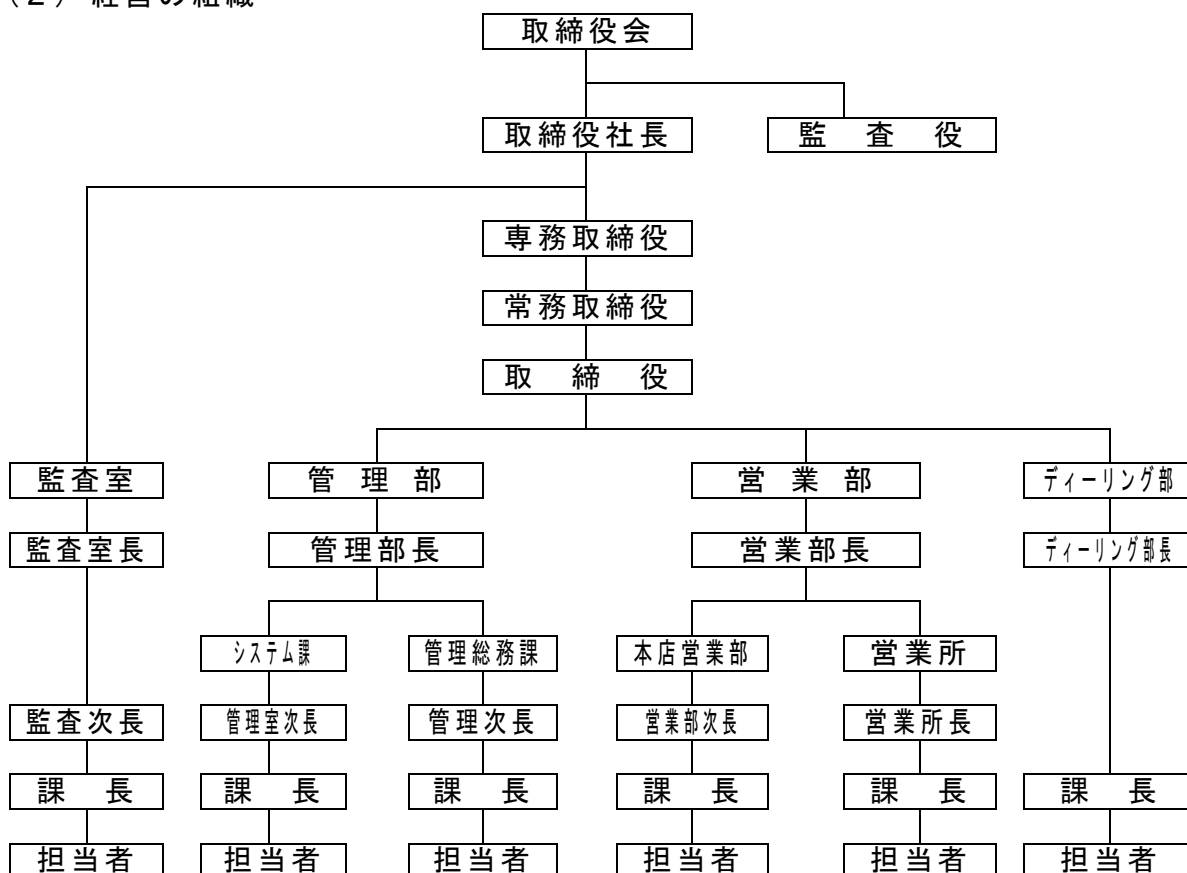 (2) 経営の組織
取締役会
取締役社長 監査役
専務取締役
常務取締役
取締役
監査室 管理部 営業部 ディーリング部
監査室長 管理部長 営業部長 ディーリング部長
システム課 管理総務課 本店営業部 営業所
監査次長 管理室次長 管理次長 営業部次長 営業所長
課長 課長 課長 課長 課長 課長
担当者 担当者 担当者 担当者 担当者 担当者